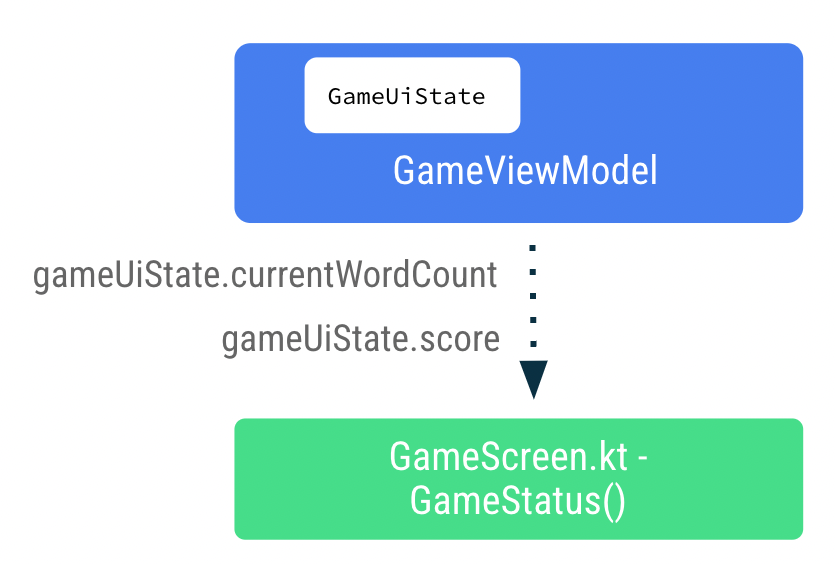 GameUiState
GameViewModel
gameUiState.currentWordCount
gameUiState.score
GameScreen.kt -
GameStatus()